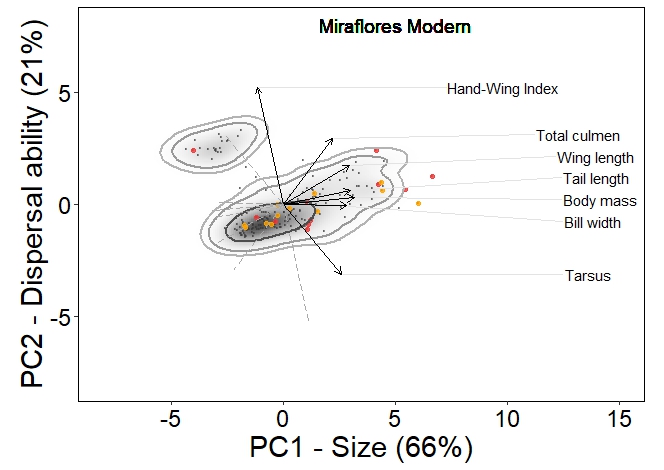 Miraflores Modern
PC2 - Dispersal ability (21%)
5
0
-5
Hand-Wing Index
Total culmen
Wing length
Tail length
Body mass
Bill width
Tarsus
-5 0 5 10 15
PC1 - Size (66%)